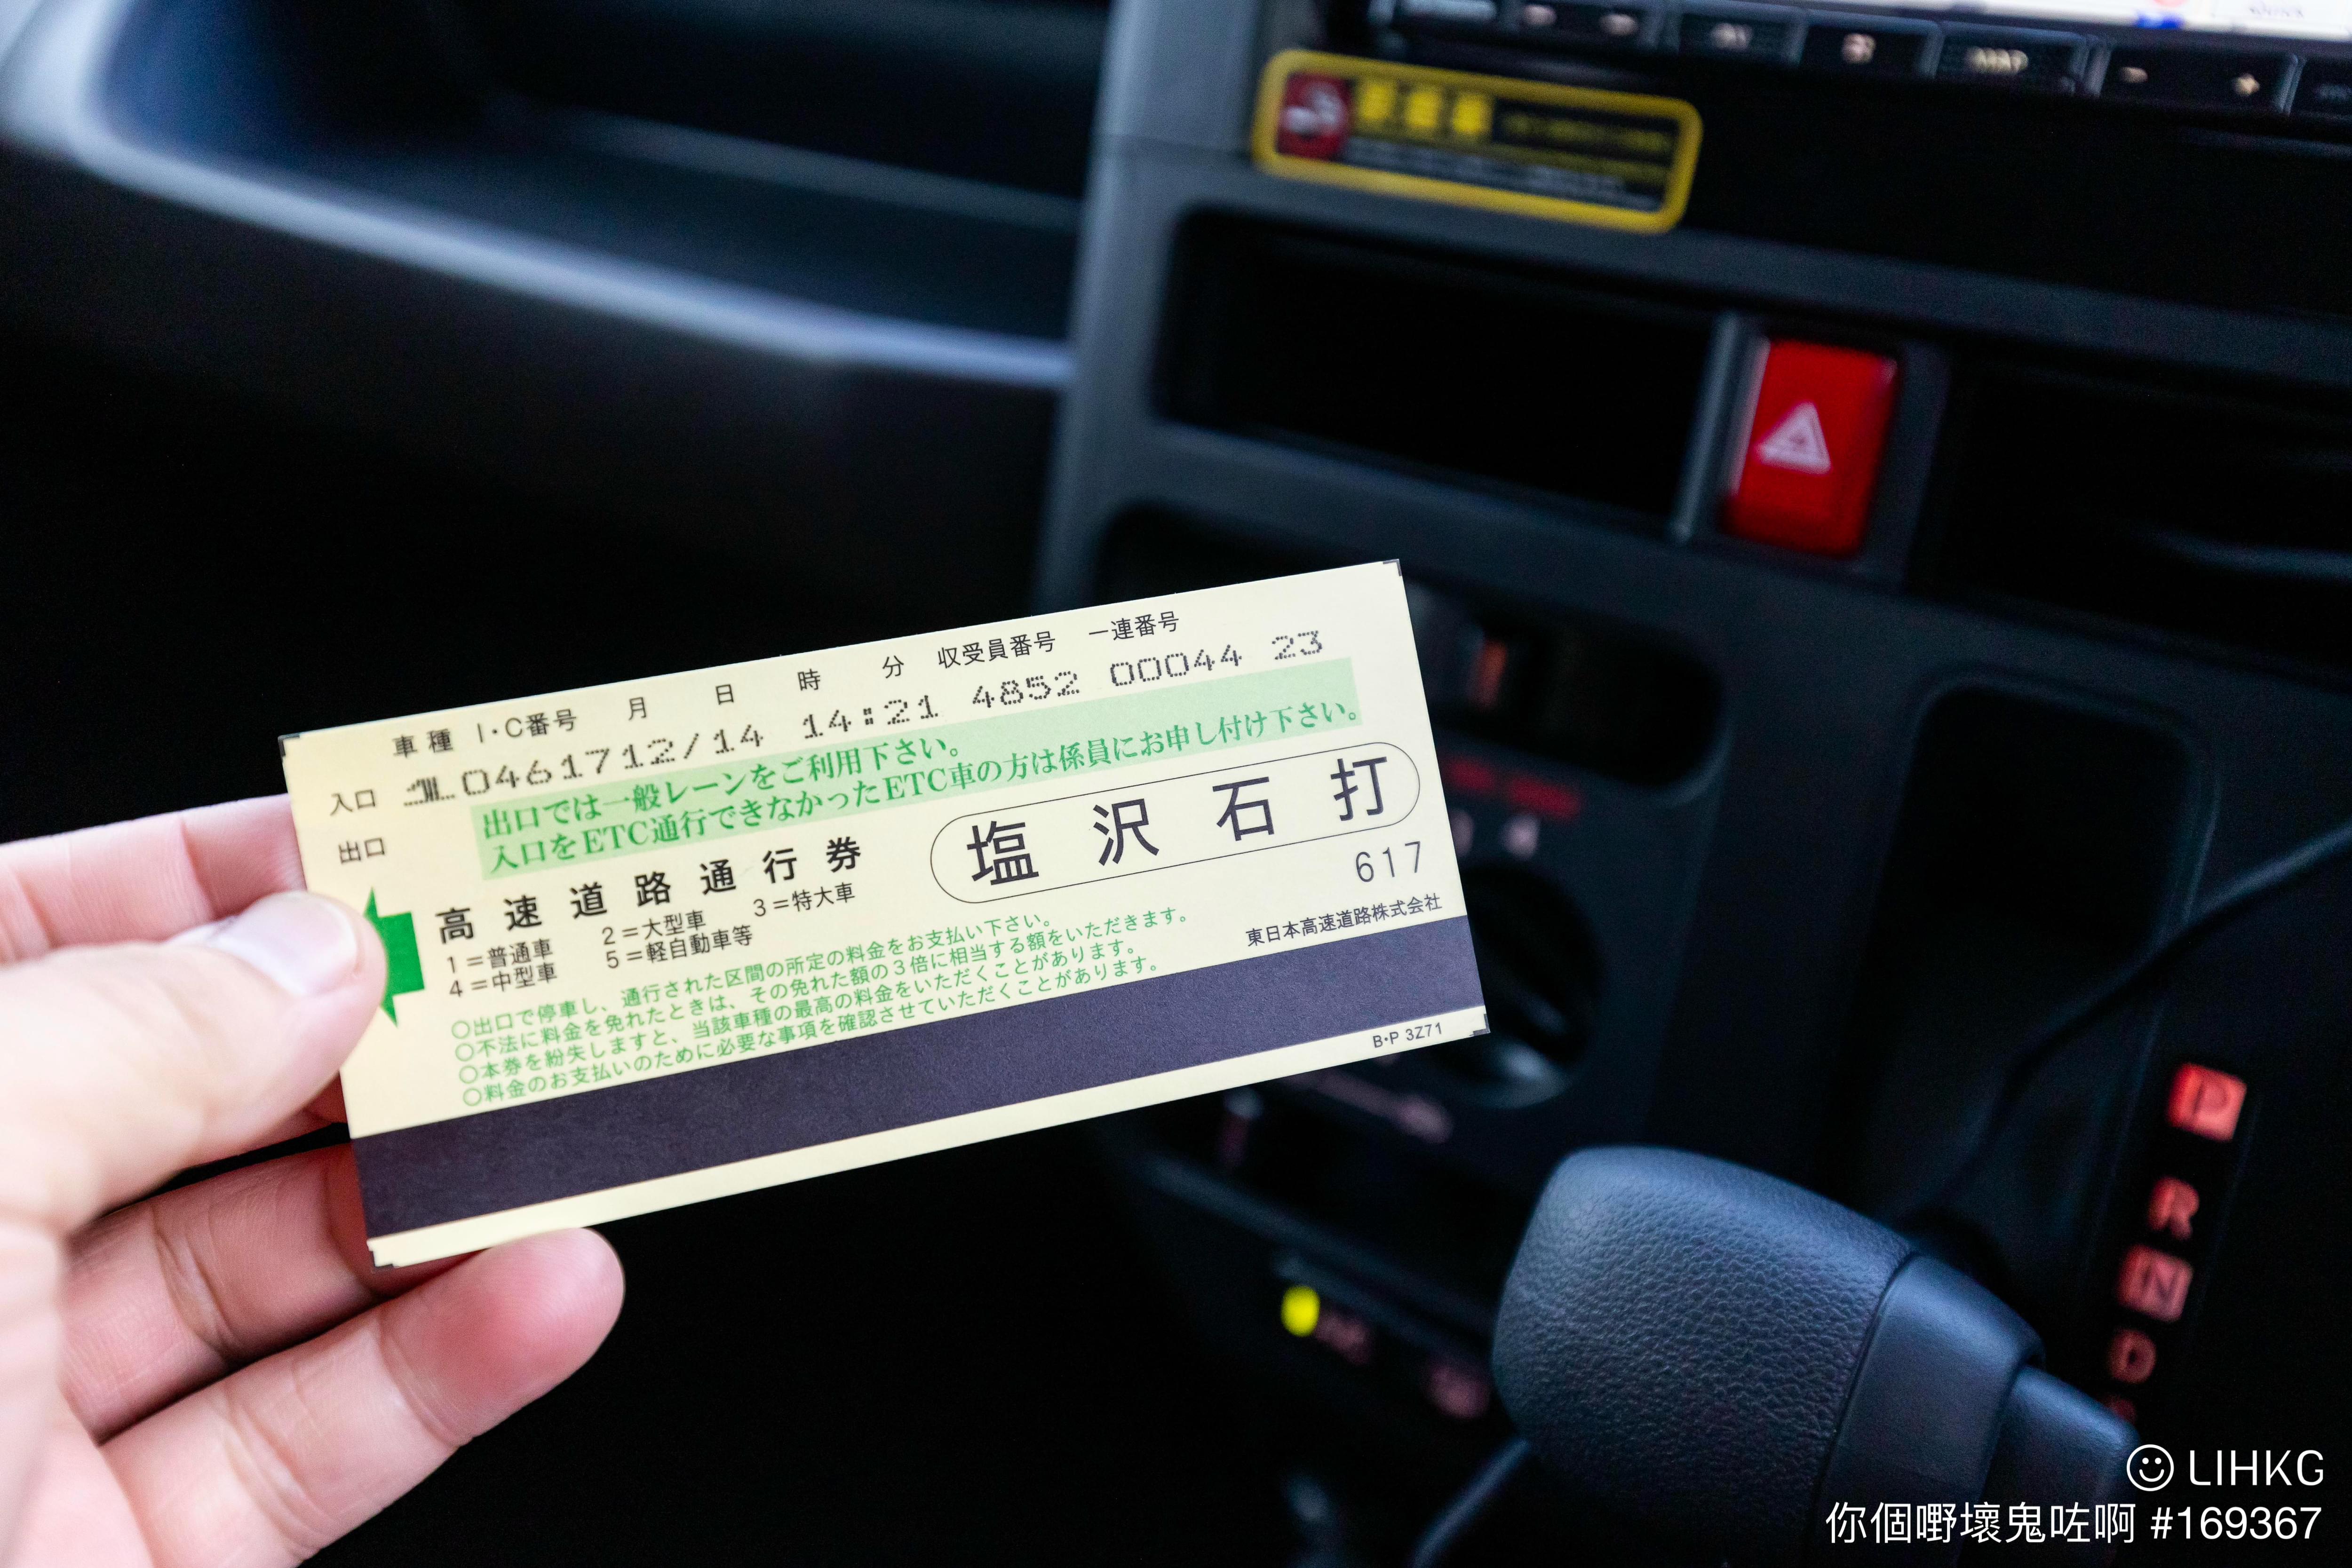 MAP
車種 I・C番号 月 日 時 分 収受員番号 一連番号
入口 1L 04617 12/14 14:21 4852 00044 23
出口では一般レーンをご利用下さい。
入口をETC通行できなかったETC車の方は係員にお申し付け下さい。
出口
高速道路通行券
塩沢石打
617
1＝普通車 2＝大型車 3＝特大車
4＝中型車 5＝軽自動車等
東日本高速道路株式会社
○出口で停車し、通行された区間の所定の料金をお支払い下さい。
○不法に料金を免れたときは、その免れた額の3倍に相当する額をいただきます。
○本券を紛失しますと、当該車種の最高の料金をいただくことがあります。
○料金のお支払いのために必要な事項を確認させていただくことがあります。
B・P 3Z71
P
R
N
D
LIHKG
你個嘢壞鬼咗啊 #169367